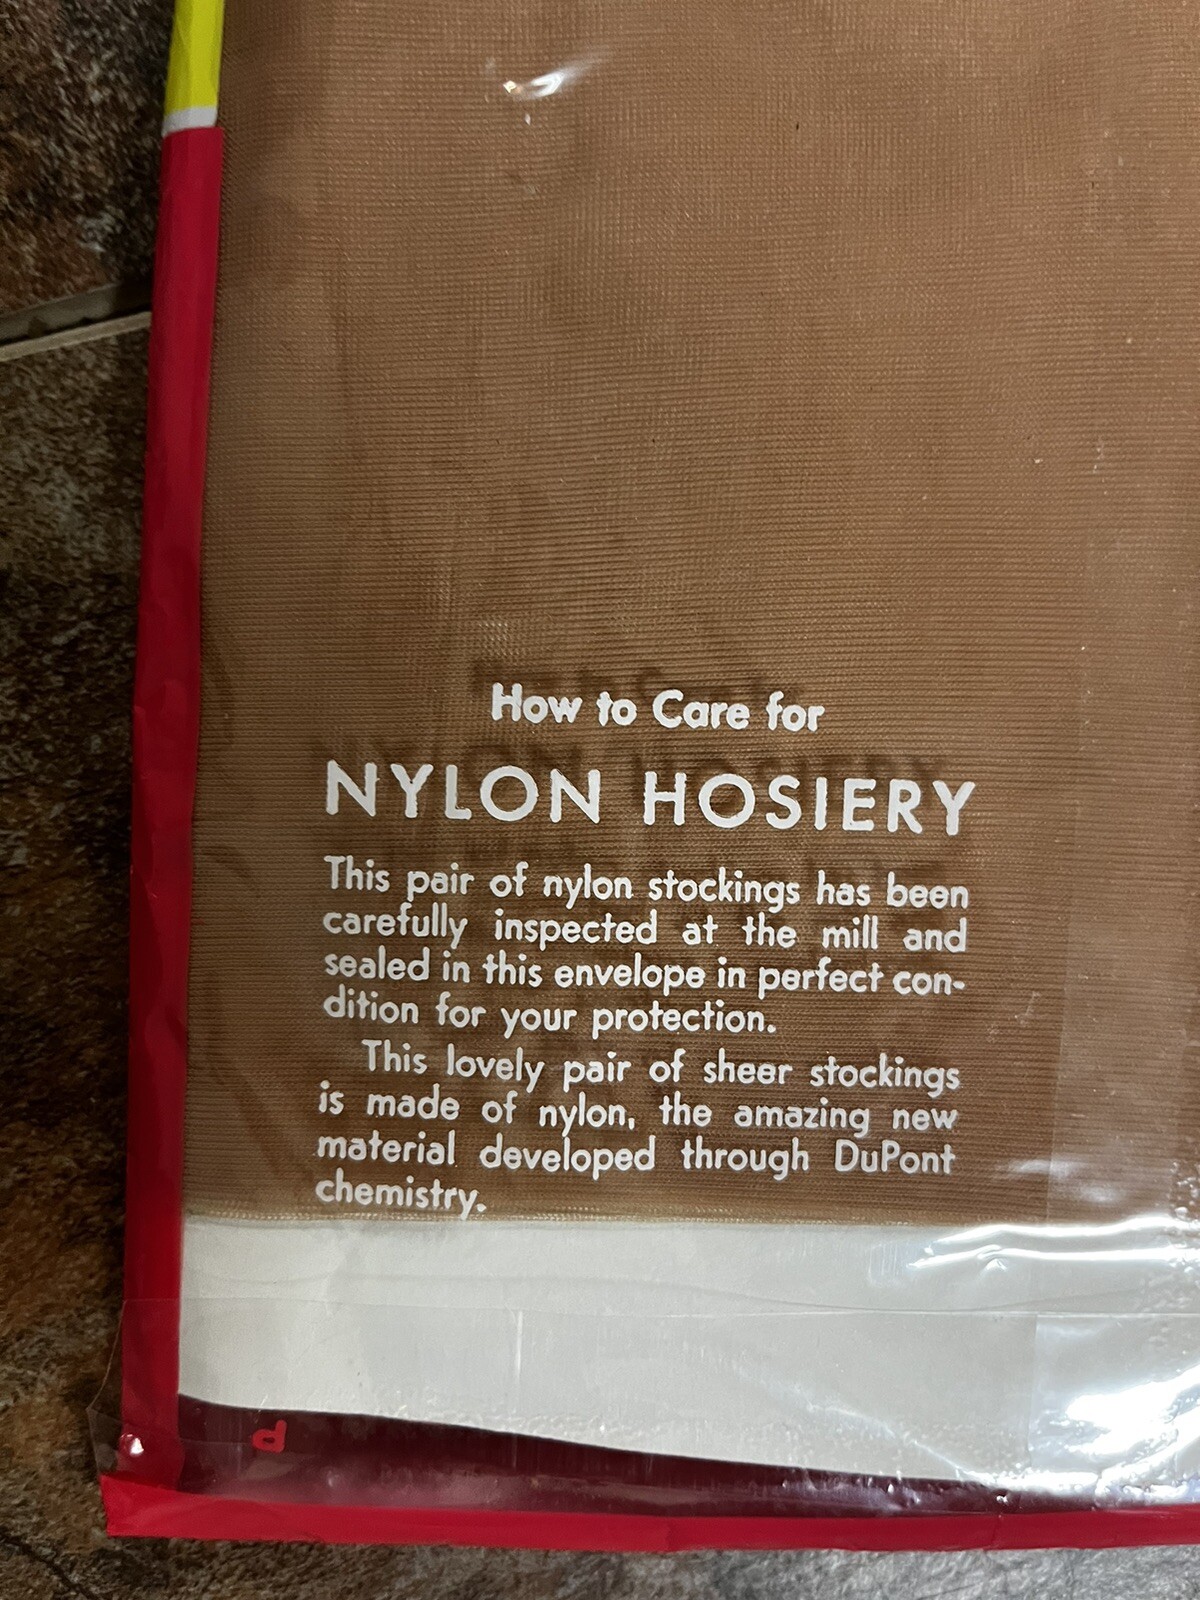 How to Care for
NYLON HOSIERY
This pair of nylon stockings has been
carefully inspected at the mill and
sealed in this envelope in perfect con-
dition for your protection.
This lovely pair of sheer stockings
is made of nylon, the amazing new
material developed through DuPont
chemistry.